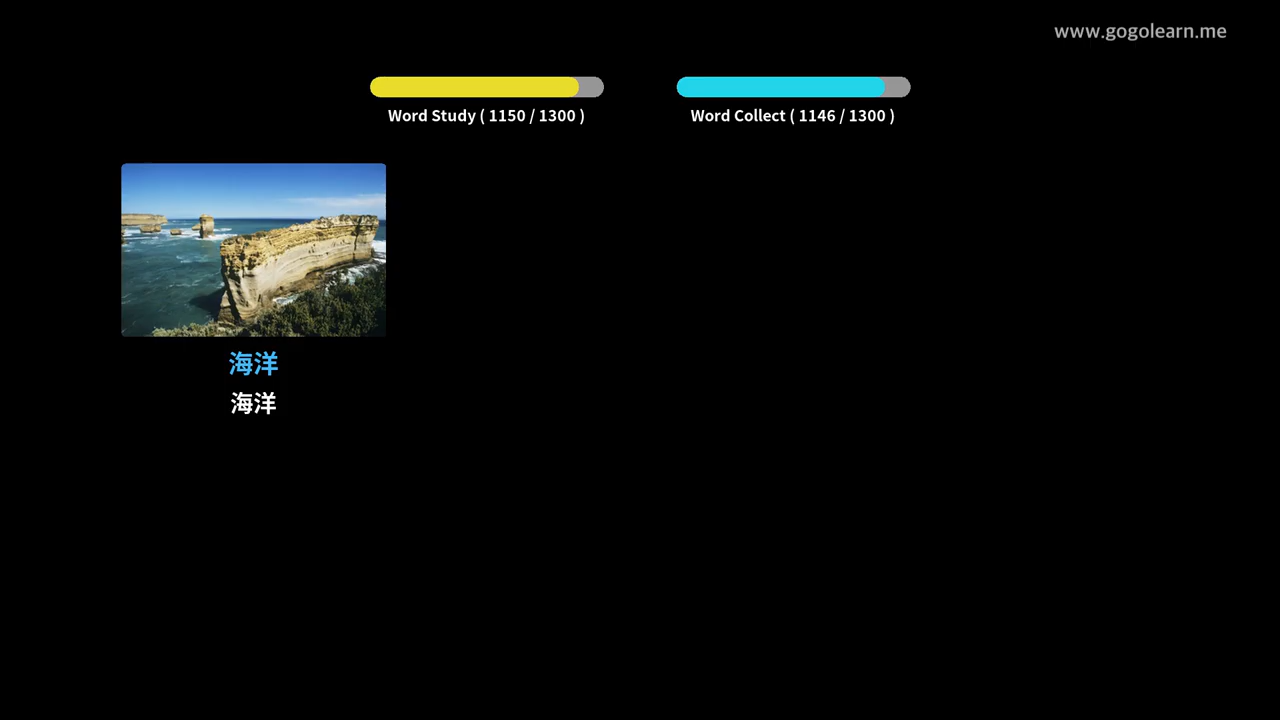 www.gogolearn.me
Word Study ( 1150 / 1300 )
Word Collect ( 1146 / 1300 )
海洋
海洋